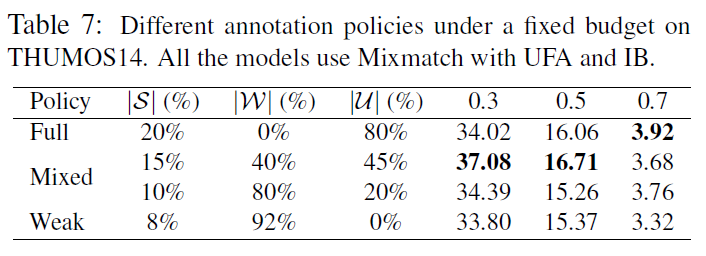 Table 7: Different annotation policies under a fixed budget on
THUMOS14. All the models use Mixmatch with UFA and IB.
Policy |S| (%) |W| (%) |U| (%) 0.3 0.5 0.7
Full 20% 0% 80% 34.02 16.06 3.92
Mixed 15% 40% 45% 37.08 16.71 3.68
10% 80% 20% 34.39 15.26 3.76
Weak 8% 92% 0% 33.80 15.37 3.32